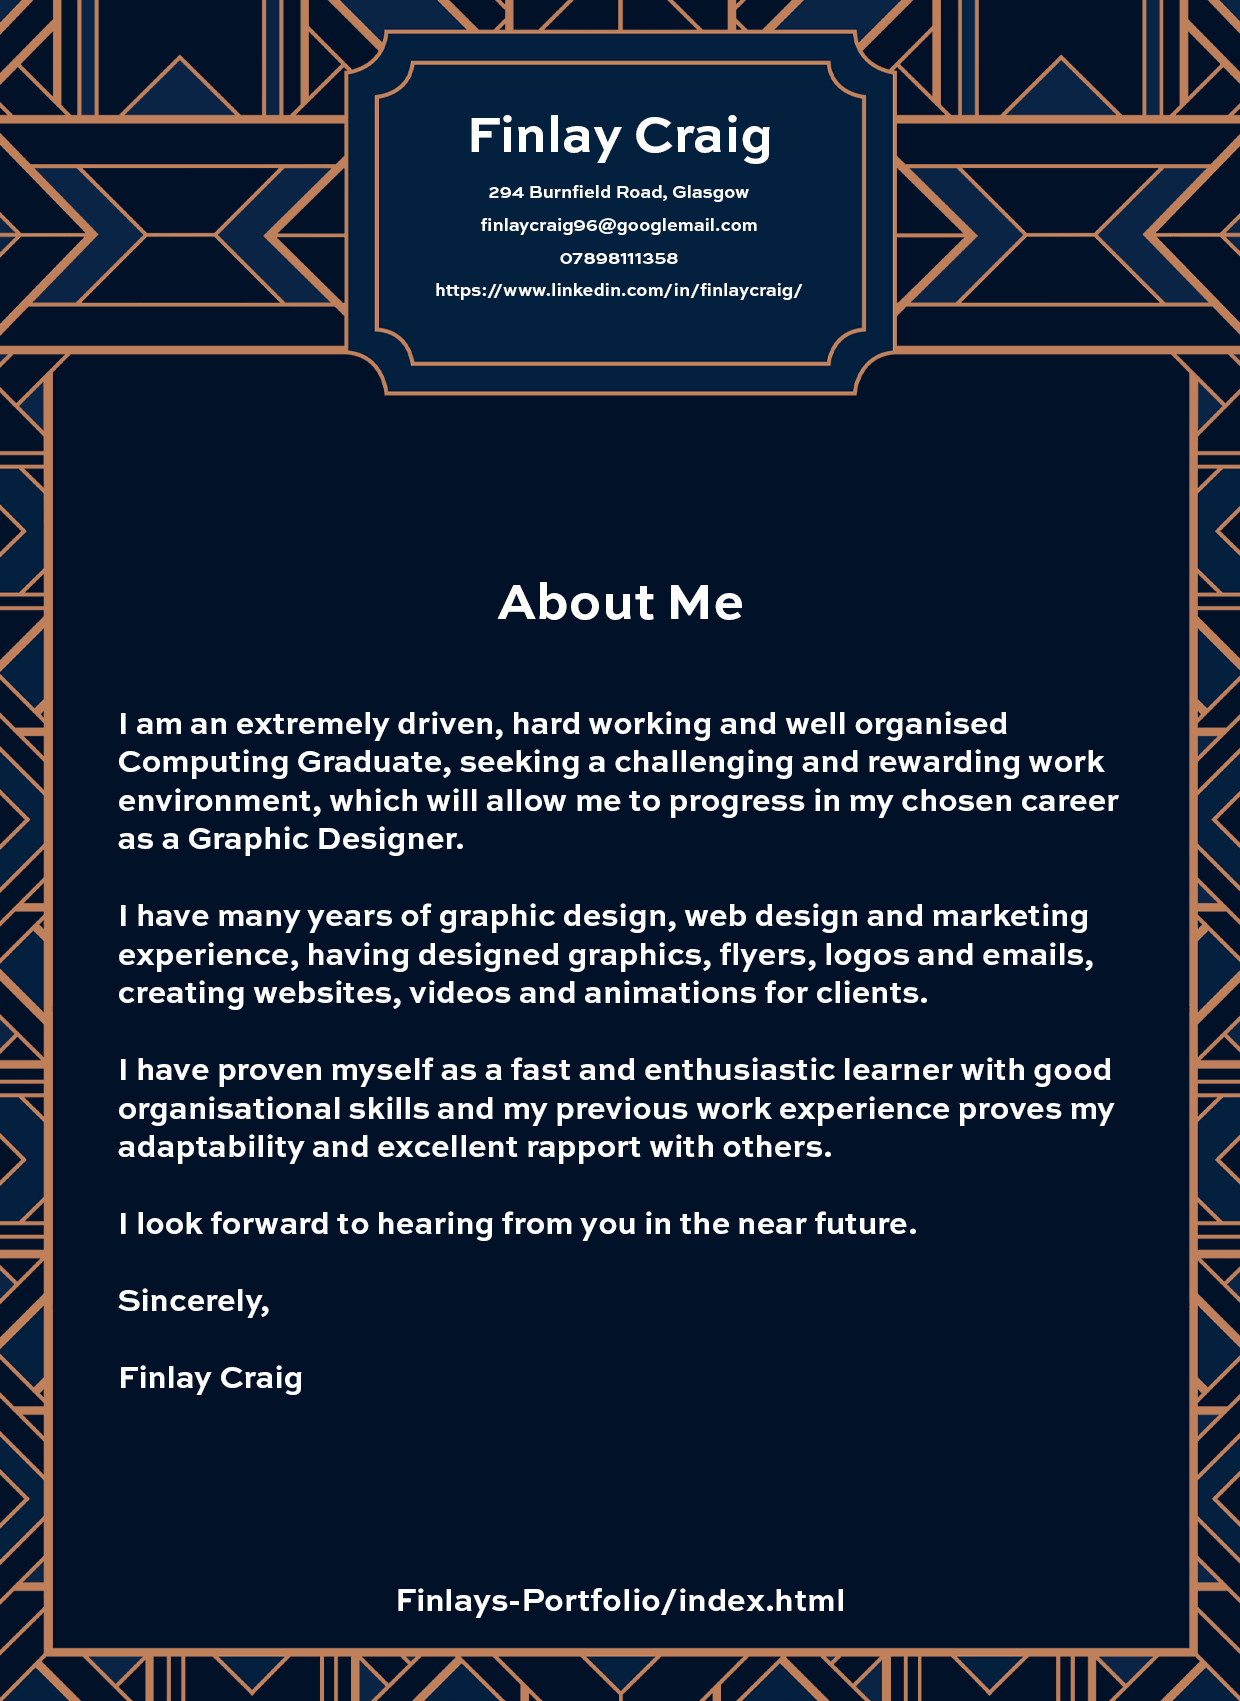 Finlay Craig
294 Burnfield Road, Glasgow
finlaycraig96@googlemail.com
07898111358
https://www.linkedin.com/in/finlaycraig/
About Me
I am an extremely driven, hard working and well organised
Computing Graduate, seeking a challenging and rewarding work
environment, which will allow me to progress in my chosen career
as a Graphic Designer.
I have many years of graphic design, web design and marketing
experience, having designed graphics, flyers, logos and emails,
creating websites, videos and animations for clients.
I have proven myself as a fast and enthusiastic learner with good
organisational skills and my previous work experience proves my
adaptability and excellent rapport with others.
I look forward to hearing from you in the near future.
Sincerely,
Finlay Craig
Finlays-Portfolio/index.html